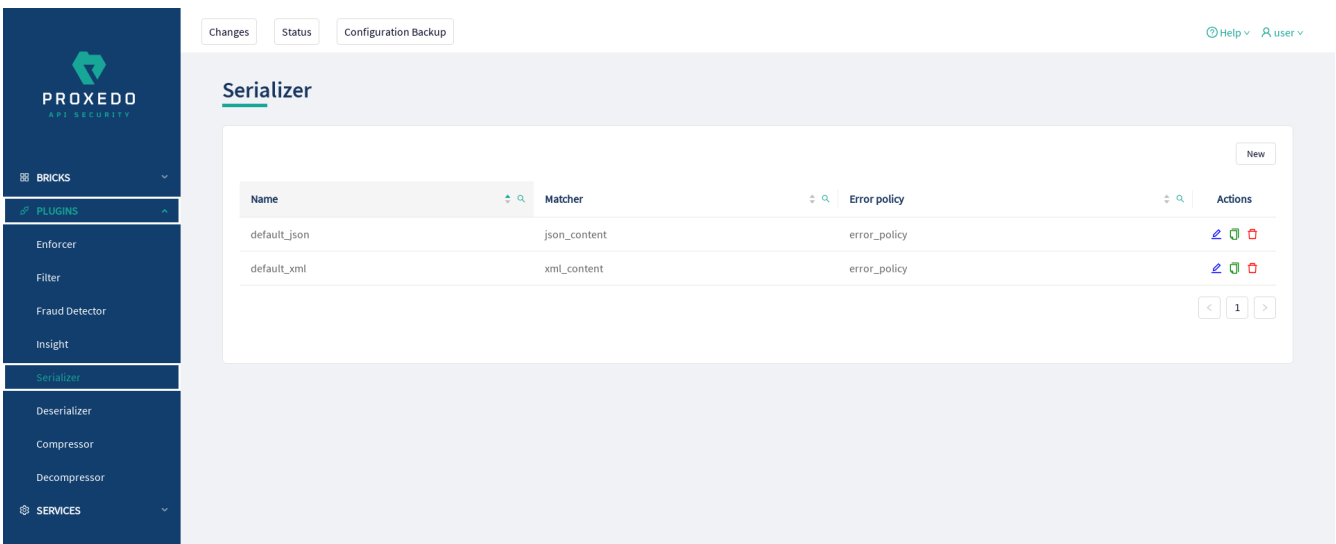 Changes Status Configuration Backup Help user
PROXEDO
API SECURITY
BRICKS
PLUGINS
Enforcer
Filter
Fraud Detector
Insight
Serializer
Deserializer
Compressor
Decompressor
SERVICES
Serializer
New
Name Matcher Error policy Actions
default_json json_content error_policy
default_xml xml_content error_policy
< 1 >